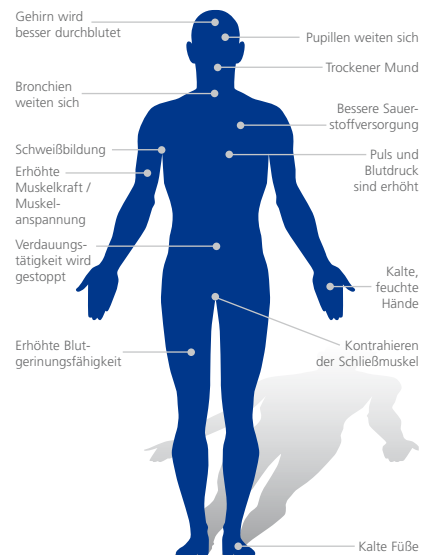 Gehirn wird
besser durchblutet
Pupillen weiten sich
Trockener Mund
Bronchien
weiten sich
Bessere Sauer-
stoffversorgung
Schweißbildung
Puls und
Blutdruck
sind erhöht
Erhöhte
Muskelkraft /
Muskel-
anspannung
Verdauungs-
tätigkeit wird
gestoppt
Kalte,
feuchte
Hände
Erhöhte Blut-
gerinungsfähigkeit
Kontrahieren
der Schließmuskel
Kalte Füße